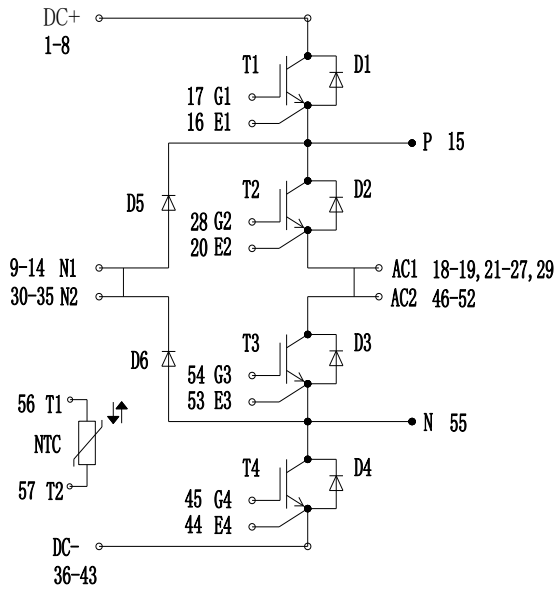 DC+
1-8
T1
D1
17 G1
16 E1
P 15
D5
T2
D2
28 G2
20 E2
9-14 N1
30-35 N2
AC1 18-19,21-27,29
AC2 46-52
D6
T3
D3
54 G3
53 E3
56 T1
NTC
57 T2
N 55
T4
D4
45 G4
44 E4
DC-
36-43